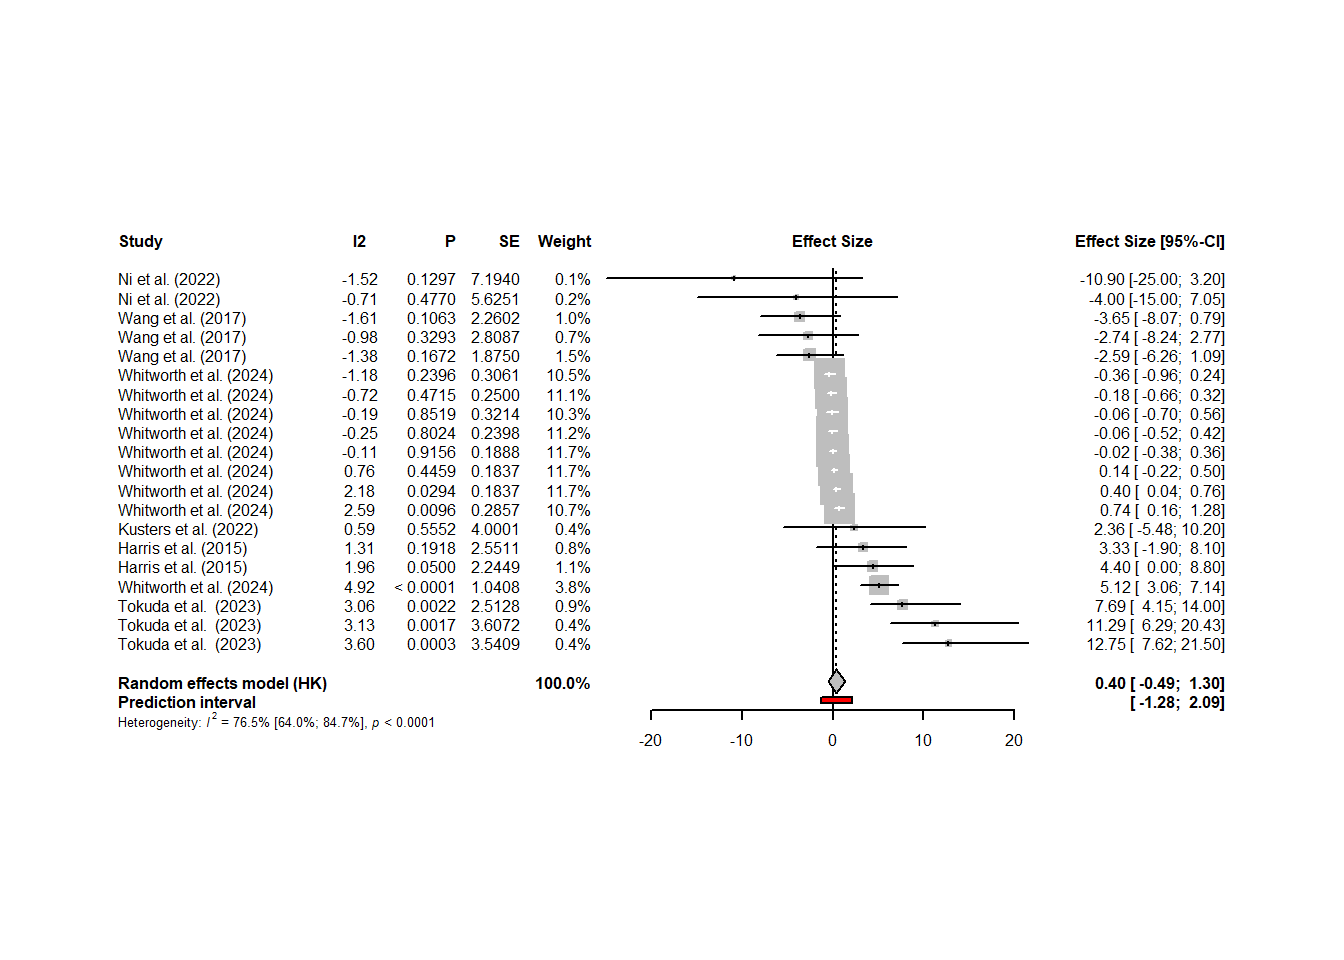 Study I2 P SE Weight Effect Size Effect Size [95%-CI]
Ni et al. (2022) -1.52 0.1297 7.1940 0.1% -10.90 [-25.00; 3.20]
Ni et al. (2022) -0.71 0.4770 5.6251 0.2% -4.00 [-15.00; 7.05]
Wang et al. (2017) -1.61 0.1063 2.2602 1.0% -3.65 [ -8.07; 0.79]
Wang et al. (2017) -0.98 0.3293 2.8087 0.7% -2.74 [ -8.24; 2.77]
Wang et al. (2017) -1.38 0.1672 1.8750 1.5% -2.59 [ -6.26; 1.09]
Whitworth et al. (2024) -1.18 0.2396 0.3061 10.5% -0.36 [ -0.96; 0.24]
Whitworth et al. (2024) -0.72 0.4715 0.2500 11.1% -0.18 [ -0.66; 0.32]
Whitworth et al. (2024) -0.19 0.8519 0.3214 10.3% -0.06 [ -0.70; 0.56]
Whitworth et al. (2024) -0.25 0.8024 0.2398 11.2% -0.06 [ -0.52; 0.42]
Whitworth et al. (2024) -0.11 0.9156 0.1888 11.7% -0.02 [ -0.38; 0.36]
Whitworth et al. (2024) 0.76 0.4459 0.1837 11.7% 0.14 [ -0.22; 0.50]
Whitworth et al. (2024) 2.18 0.0294 0.1837 11.7% 0.40 [ 0.04; 0.76]
Whitworth et al. (2024) 2.59 0.0096 0.2857 10.7% 0.74 [ 0.16; 1.28]
Kusters et al. (2022) 0.59 0.5552 4.0001 0.4% 2.36 [ -5.48; 10.20]
Harris et al. (2015) 1.31 0.1918 2.5511 0.8% 3.33 [ -1.90; 8.10]
Harris et al. (2015) 1.96 0.0500 2.2449 1.1% 4.40 [ 0.00; 8.80]
Whitworth et al. (2024) 4.92 < 0.0001 1.0408 3.8% 5.12 [ 3.06; 7.14]
Tokuda et al. (2023) 3.06 0.0022 2.5128 0.9% 7.69 [ 4.15; 14.00]
Tokuda et al. (2023) 3.13 0.0017 3.6072 0.4% 11.29 [ 6.29; 20.43]
Tokuda et al. (2023) 3.60 0.0003 3.5409 0.4% 12.75 [ 7.62; 21.50]
Random effects model (HK) 100.0% 0.40 [ -0.49; 1.30]
Prediction interval [ -1.28; 2.09]
Heterogeneity: I² = 76.5% [64.0%; 84.7%], p < 0.0001
-20 -10 0 10 20